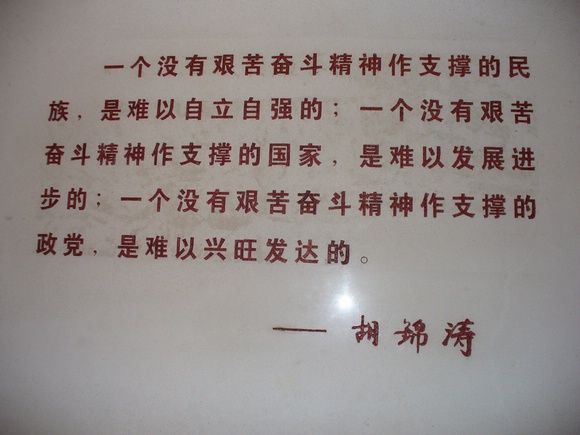 一个没有艰苦奋斗精神作支撑的民
族，是难以自立自强的；一个没有艰苦
奋斗精神作支撑的国家，是难以发展进
步的；一个没有艰苦奋斗精神作支撑的
政党，是难以兴旺发达的。
——胡锦涛